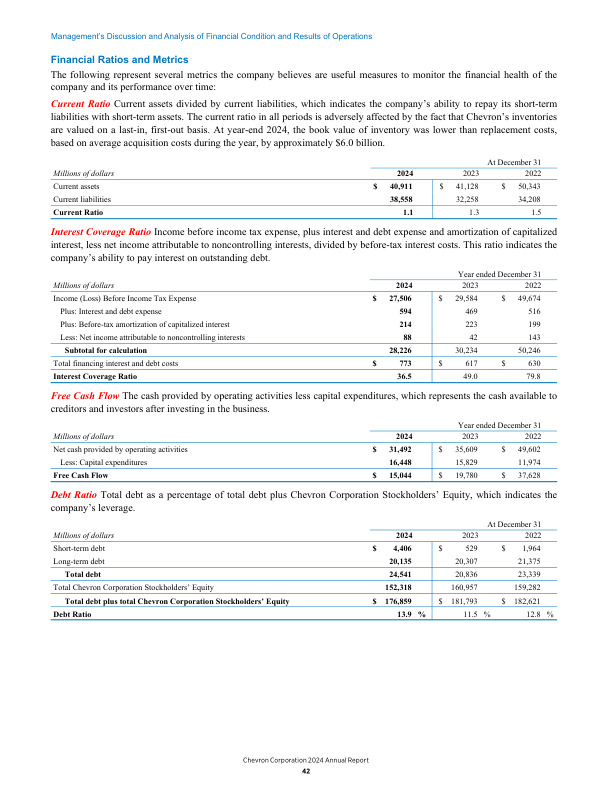 Management's Discussion and Analysis of Financial Condition and Results of Operations
Financial Ratios and Metrics
The following represent several metrics the company believes are useful measures to monitor the financial health of the
company and its performance over time:
Current Ratio Current assets divided by current liabilities, which indicates the company's ability to repay its short-term
liabilities with short-term assets. The current ratio in all periods is adversely affected by the fact that Chevron's inventories
are valued on a last-in, first-out basis. At year-end 2024, the book value of inventory was lower than replacement costs,
based on average acquisition costs during the year, by approximately $6.0 billion.
At December 31
Millions of dollars 2024 2023 2022
Current assets $ 40,911 $ 41,128 $ 50,343
Current liabilities 38,558 32,258 34,208
Current Ratio 1.1 1.3 1.5
Interest Coverage Ratio Income before income tax expense, plus interest and debt expense and amortization of capitalized
interest, less net income attributable to noncontrolling interests, divided by before-tax interest costs. This ratio indicates the
company's ability to pay interest on outstanding debt.
Year ended December 31
Millions of dollars 2024 2023 2022
Income (Loss) Before Income Tax Expense $ 27,506 $ 29,584 $ 49,674
Plus: Interest and debt expense 594 469 516
Plus: Before-tax amortization of capitalized interest 214 223 199
Less: Net income attributable to noncontrolling interests 88 42 143
Subtotal for calculation 28,226 30,234 50,246
Total financing interest and debt costs $ 773 $ 617 $ 630
Interest Coverage Ratio 36.5 49.0 79.8
Free Cash Flow The cash provided by operating activities less capital expenditures, which represents the cash available to
creditors and investors after investing in the business.
Year ended December 31
Millions of dollars 2024 2023 2022
Net cash provided by operating activities $ 31,492 $ 35,609 $ 49,602
Less: Capital expenditures 16,448 15,829 11,974
Free Cash Flow $ 15,044 $ 19,780 $ 37,628
Debt Ratio Total debt as a percentage of total debt plus Chevron Corporation Stockholders' Equity, which indicates the
company's leverage.
At December 31
Millions of dollars 2024 2023 2022
Short-term debt $ 4,406 $ 529 $ 1,964
Long-term debt 20,135 20,307 21,375
Total debt 24,541 20,836 23,339
Total Chevron Corporation Stockholders' Equity 152,318 160,957 159,282
Total debt plus total Chevron Corporation Stockholders' Equity $ 176,859 $ 181,793 $ 182,621
Debt Ratio 13.9 % 11.5 % 12.8 %
Chevron Corporation 2024 Annual Report
42